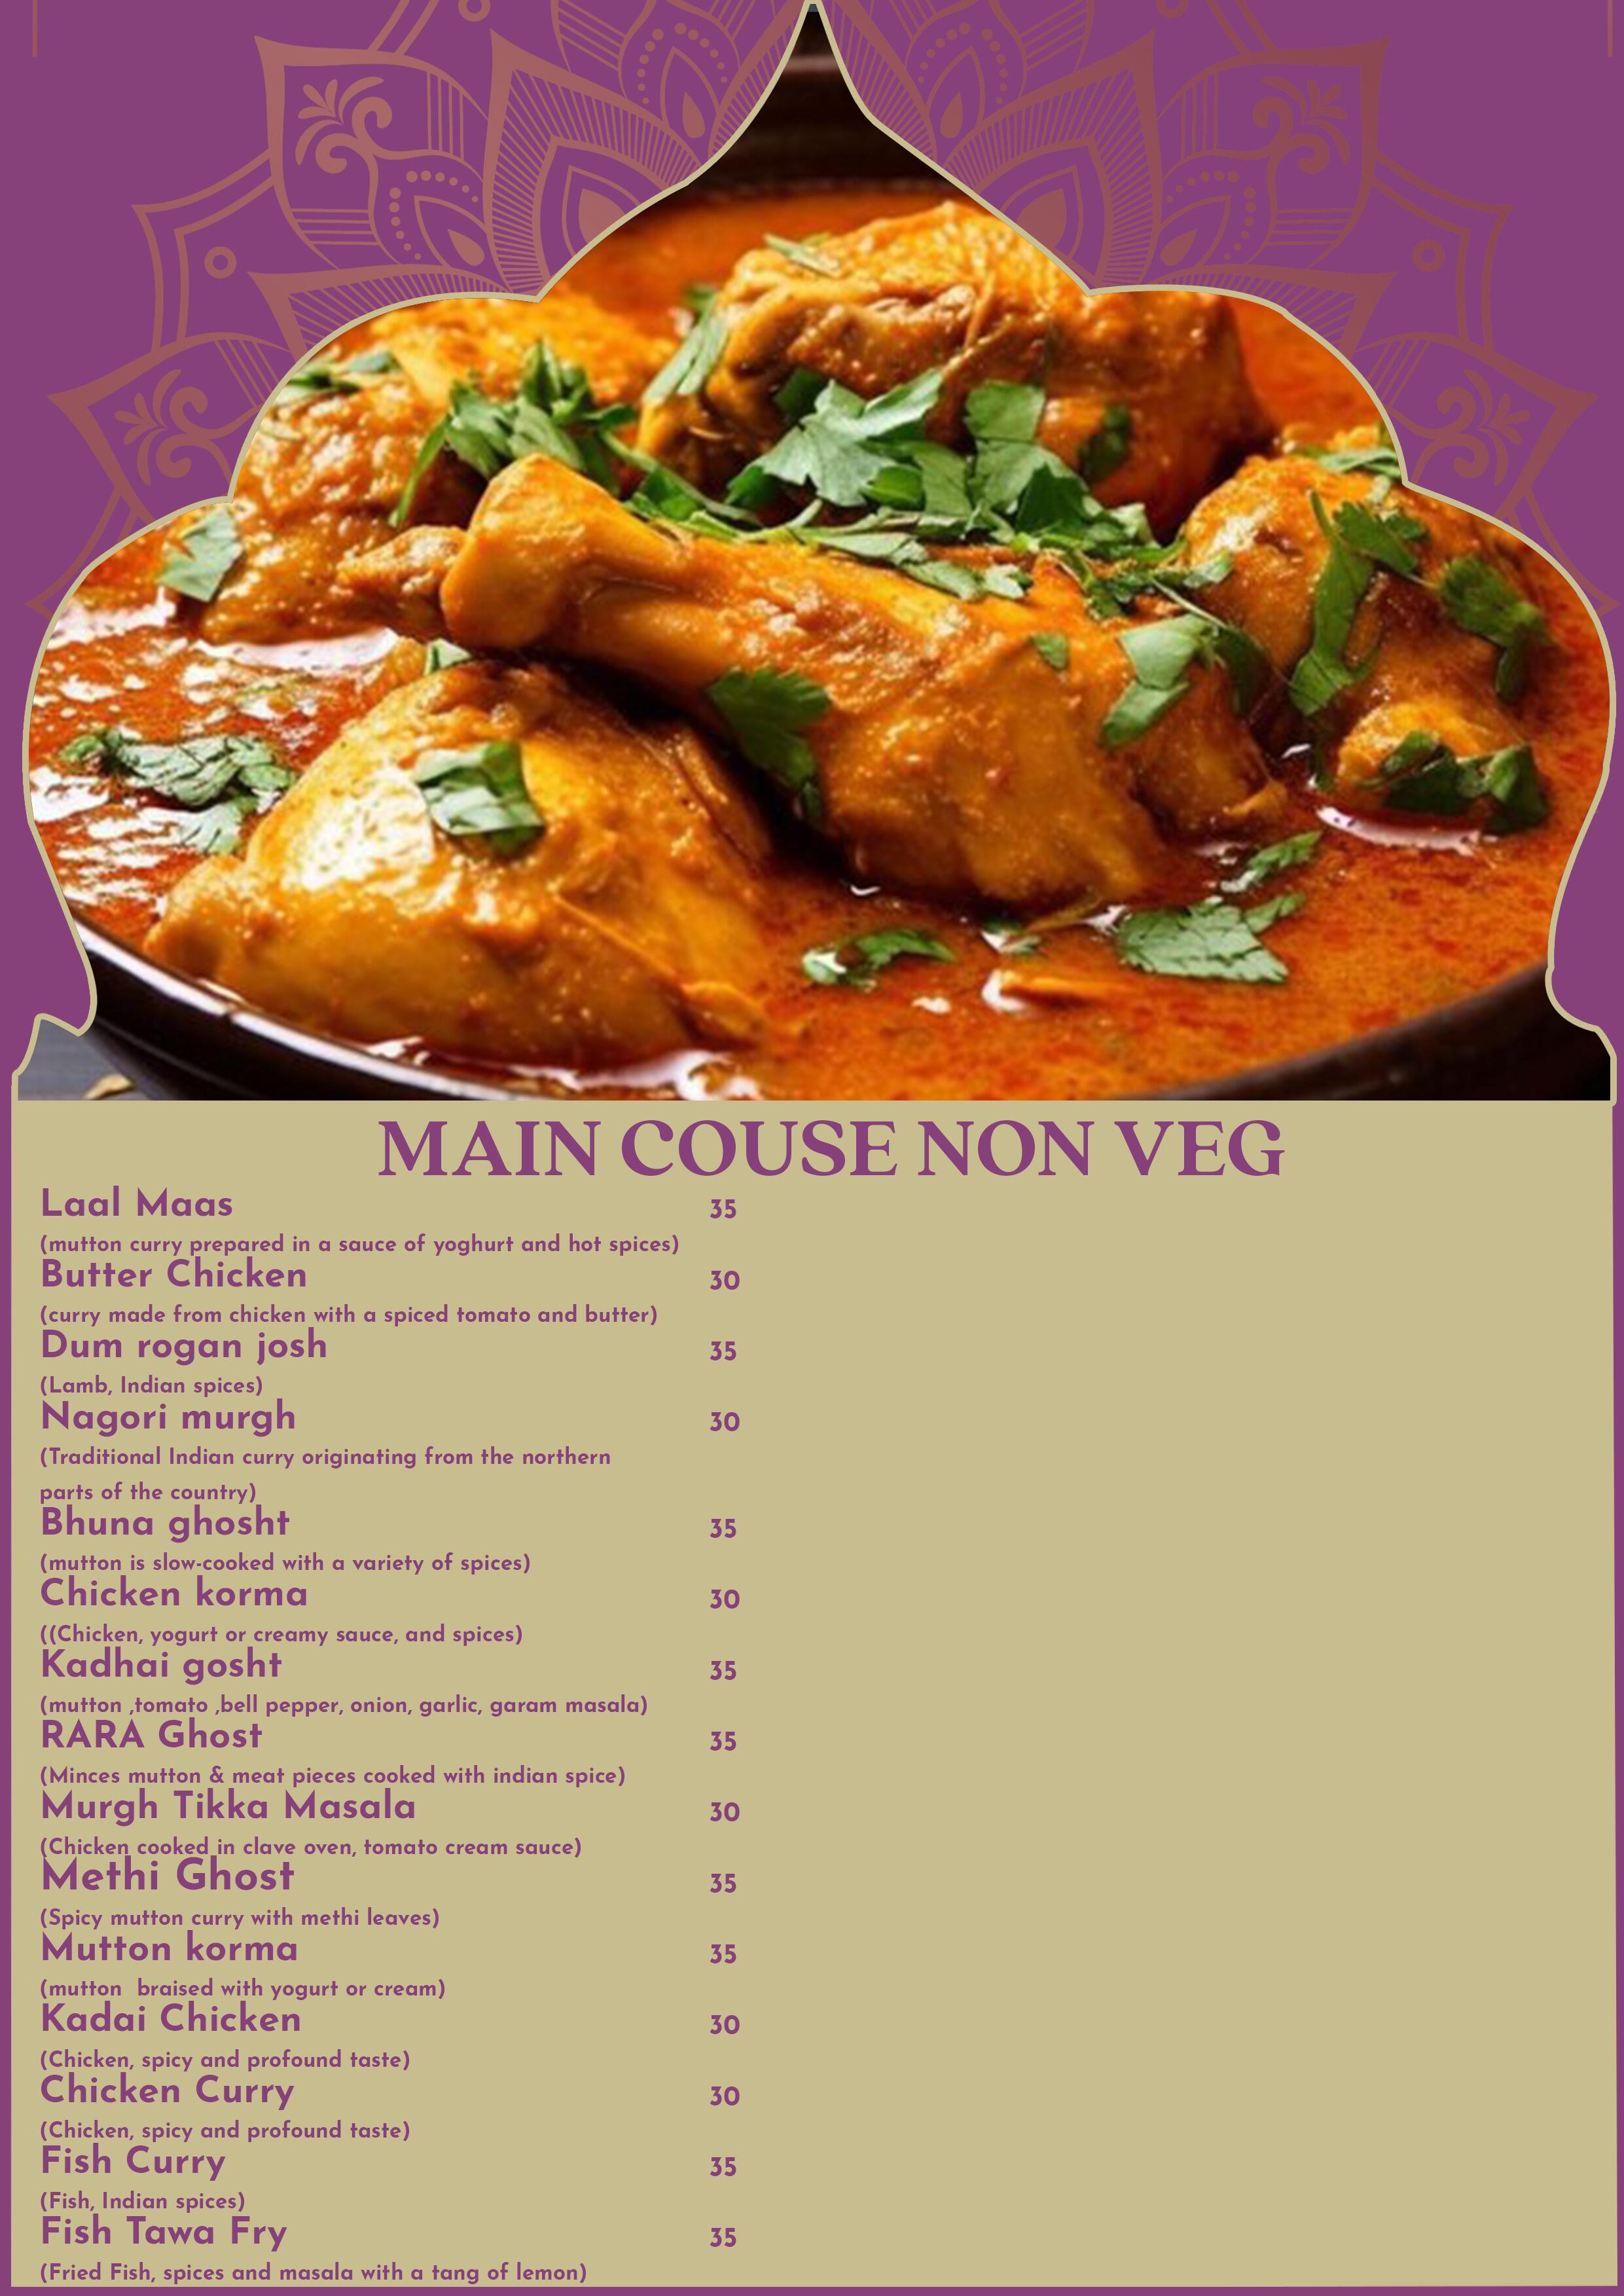 MAIN COUSE NON VEG
Laal Maas 35
(mutton curry prepared in a sauce of yoghurt and hot spices)
Butter Chicken 30
(curry made from chicken with a spiced tomato and butter)
Dum rogan josh 35
(Lamb, Indian spices)
Nagori murgh 30
(Traditional Indian curry originating from the northern
parts of the country)
Bhuna ghosht 35
(mutton is slow-cooked with a variety of spices)
Chicken korma 30
((Chicken, yogurt or creamy sauce, and spices)
Kadhai gosht 35
(mutton ,tomato ,bell pepper, onion, garlic, garam masala)
RARA Ghost 35
(Minces mutton & meat pieces cooked with indian spice)
Murgh Tikka Masala 30
(Chicken cooked in clave oven, tomato cream sauce)
Methi Ghost 35
(Spicy mutton curry with methi leaves)
Mutton korma 35
(mutton  braised with yogurt or cream)
Kadai Chicken 30
(Chicken, spicy and profound taste)
Chicken Curry 30
(Chicken, spicy and profound taste)
Fish Curry 35
(Fish, Indian spices)
Fish Tawa Fry 35
(Fried Fish, spices and masala with a tang of lemon)